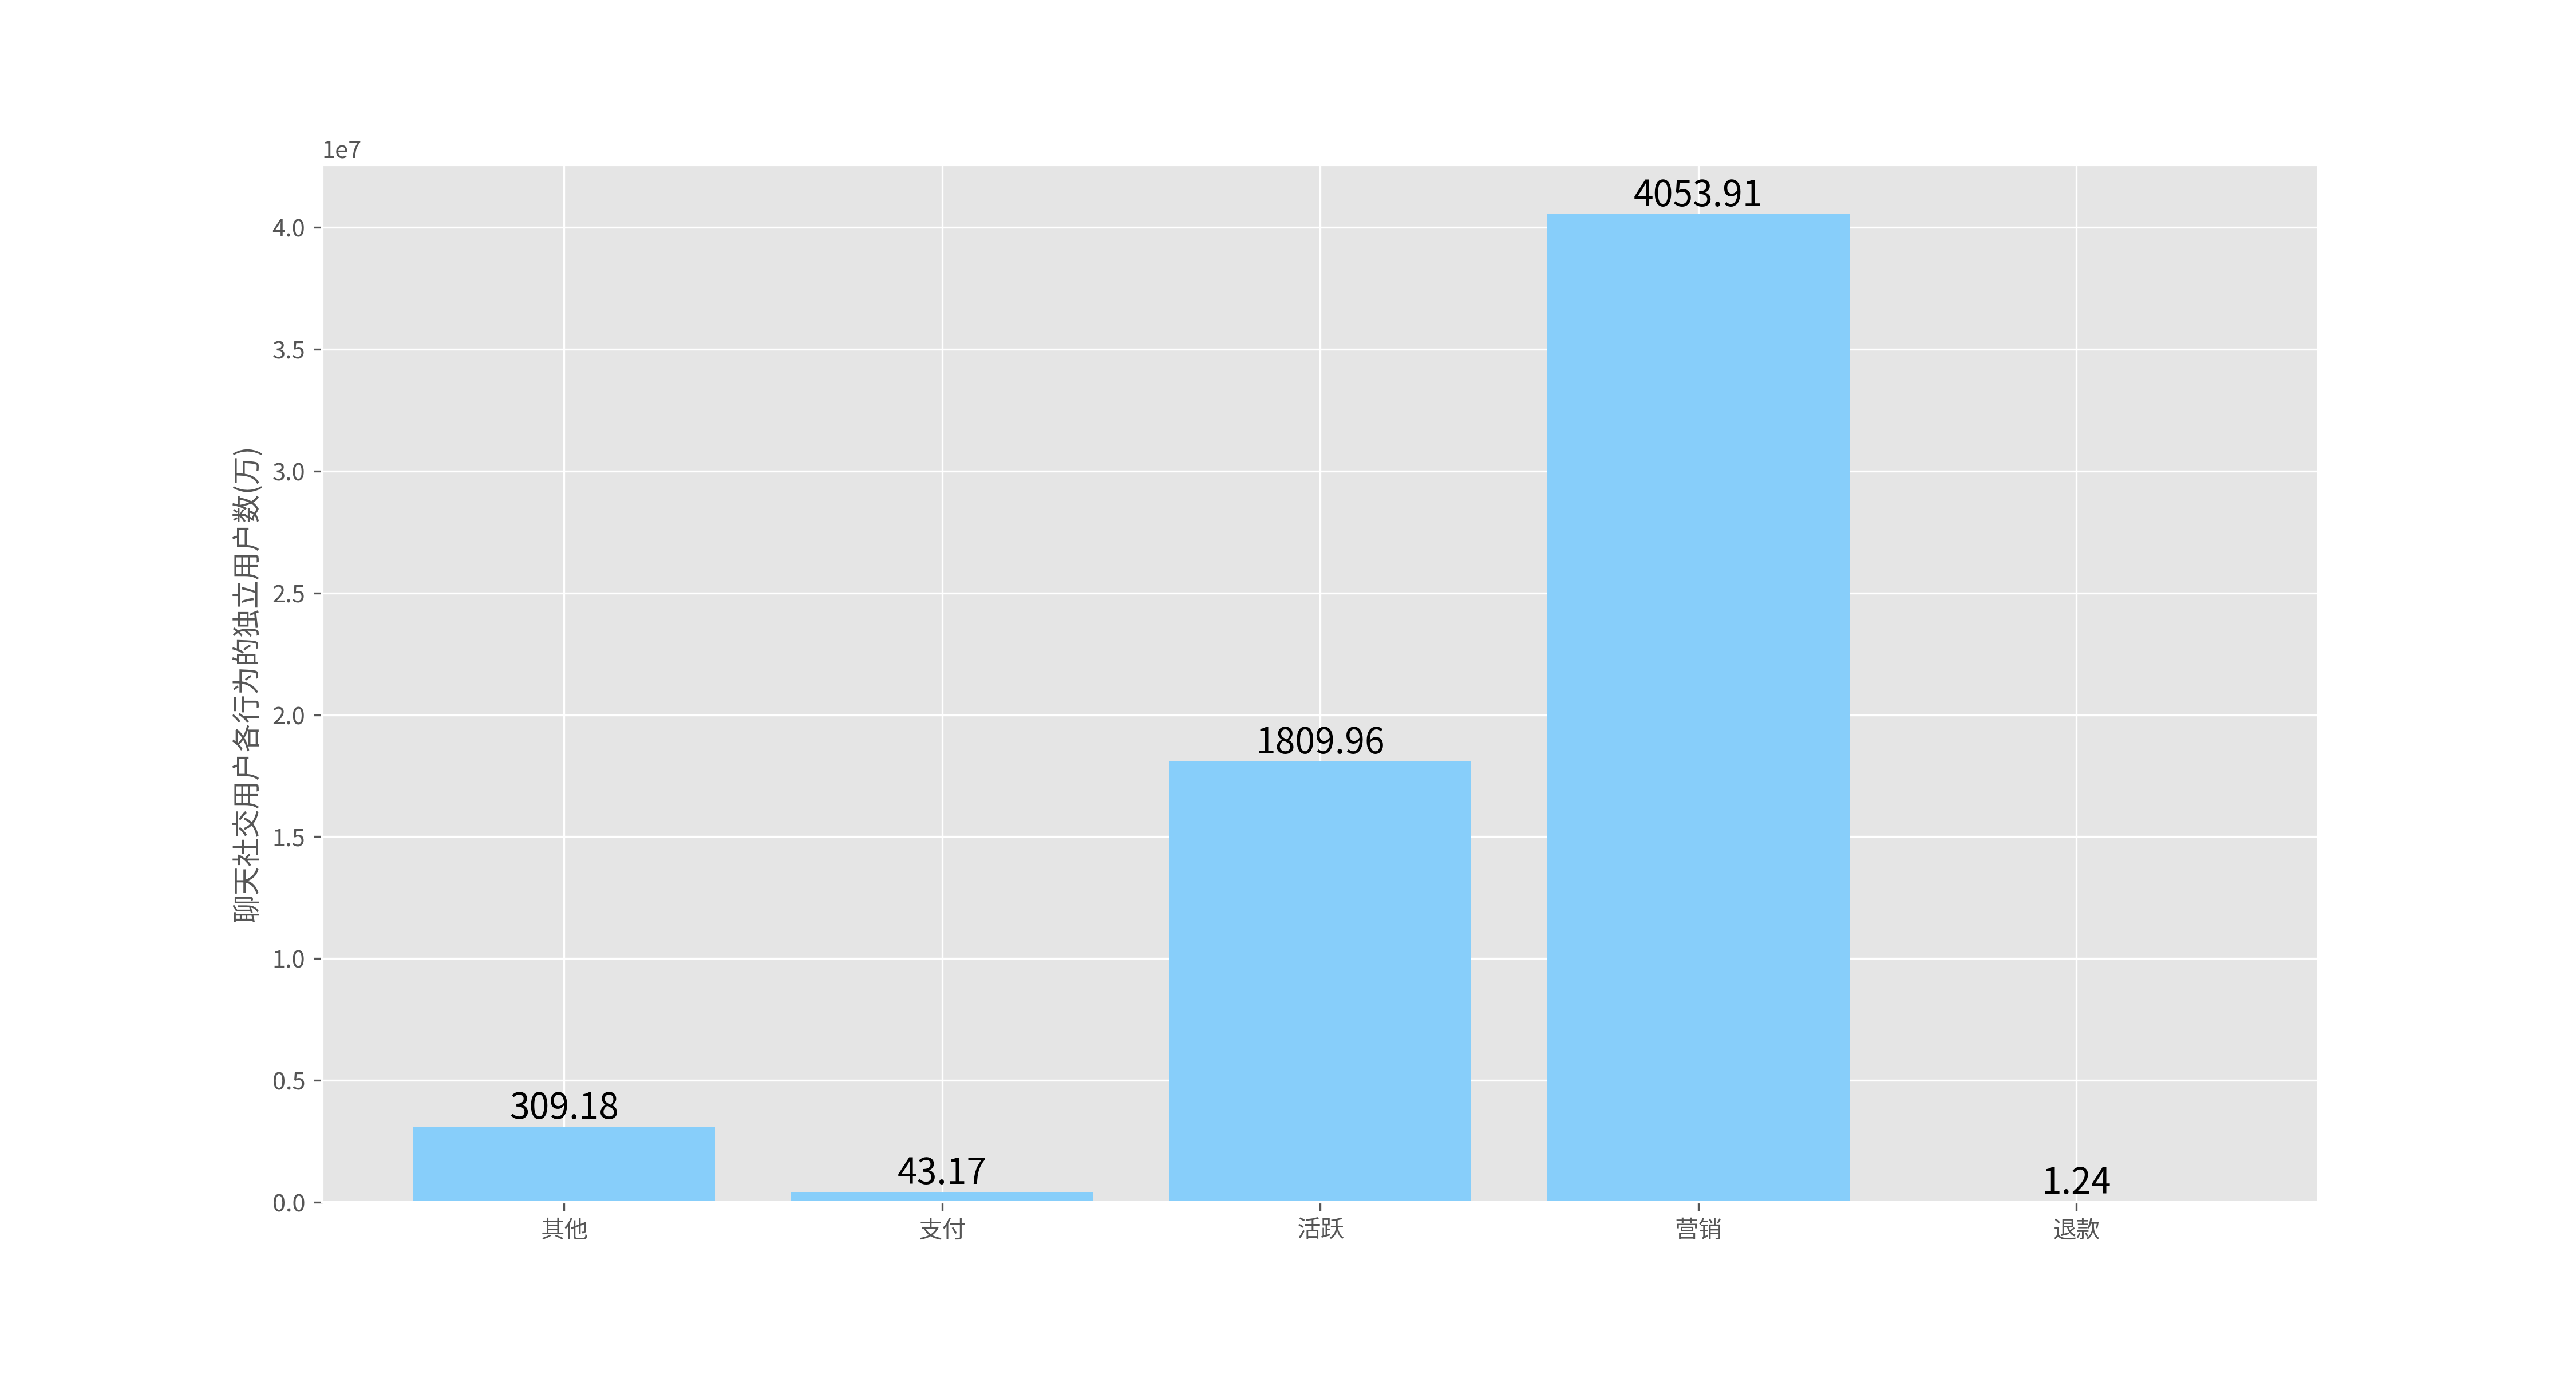 1e7
4.0
3.5
3.0
2.5
2.0
1.5
1.0
0.5
0.0
聊天社交用户各行为的独立用户数(万)
309.18
43.17
1809.96
4053.91
1.24
其他
支付
活跃
营销
退款